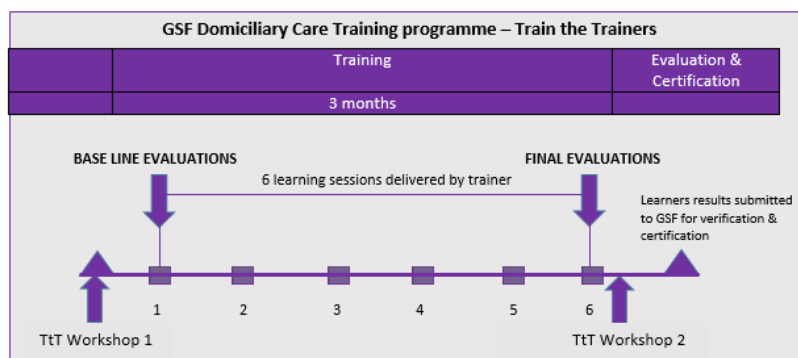 GSF Domiciliary Care Training programme – Train the Trainers
Training
Evaluation &
Certification
3 months
BASE LINE EVALUATIONS
FINAL EVALUATIONS
6 learning sessions delivered by trainer
Learners results submitted
to GSF for verification &
certification
1
2
3
4
5
6
TtT Workshop 1
TtT Workshop 2